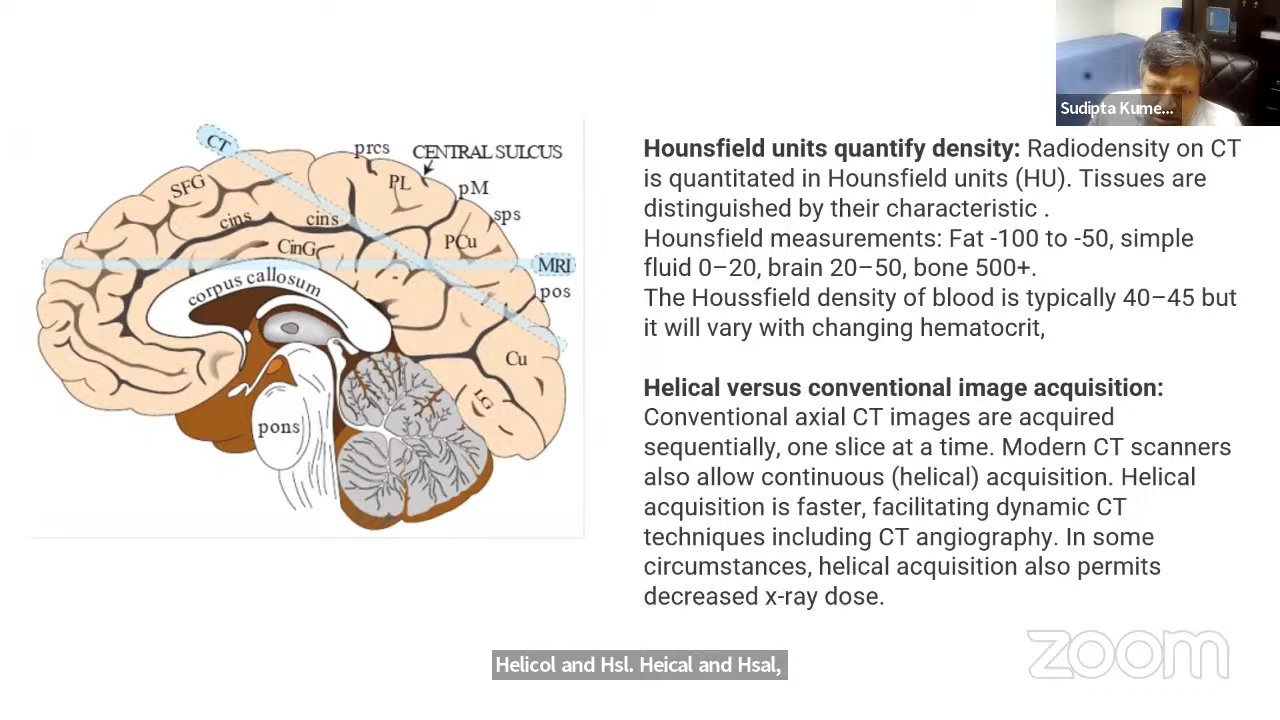 Sudipta Kume...
CT
prcs
CENTRAL SULCUS
SFG
PL
pM
cins
cins
sps
CinG
PCu
MRI
corpus callosum
pos
Cu
LG
pons
Hounsfield units quantify density: Radiodensity on CT
is quantitated in Hounsfield units (HU). Tissues are
distinguished by their characteristic .
Hounsfield measurements: Fat -100 to -50, simple
fluid 0–20, brain 20–50, bone 500+.
The Houssfield density of blood is typically 40–45 but
it will vary with changing hematocrit,
Helical versus conventional image acquisition:
Conventional axial CT images are acquired
sequentially, one slice at a time. Modern CT scanners
also allow continuous (helical) acquisition. Helical
acquisition is faster, facilitating dynamic CT
techniques including CT angiography. In some
circumstances, helical acquisition also permits
decreased x-ray dose.
zoom
Helicol and Hsl. Heical and Hsal,